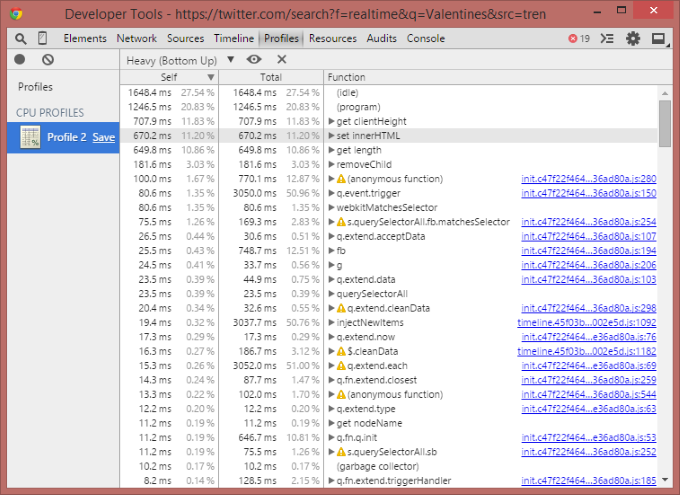 Developer Tools - https://twitter.com/search?f=realtime&q=Valentines&src=tren
Elements Network Sources Timeline Profiles Resources Audits Console 19
Heavy (Bottom Up)
Profiles
CPU PROFILES
Profile 2 Save
%
Self Total Function
1648.4 ms 27.54 % 1648.4 ms 27.54 % (idle)
1246.5 ms 20.83 % 1246.5 ms 20.83 % (program)
707.9 ms 11.83 % 707.9 ms 11.83 % get clientHeight
670.2 ms 11.20 % 670.2 ms 11.20 % set innerHTML
649.8 ms 10.86 % 649.8 ms 10.86 % get length
181.6 ms 3.03 % 181.6 ms 3.03 % removeChild
100.0 ms 1.67 % 770.1 ms 12.87 % (anonymous function) init.c47f22f464...36ad80a.js:280
80.6 ms 1.35 % 3050.0 ms 50.96 % q.event.trigger init.c47f22f464...36ad80a.js:150
80.6 ms 1.35 % 80.6 ms 1.35 % webkitMatchesSelector
75.5 ms 1.26 % 169.3 ms 2.83 % s.querySelectorAll.fb.matchesSelector init.c47f22f464...36ad80a.js:254
26.5 ms 0.44 % 30.6 ms 0.51 % q.extend.acceptData init.c47f22f464...36ad80a.js:107
25.5 ms 0.43 % 748.7 ms 12.51 % fb init.c47f22f464...36ad80a.js:194
24.5 ms 0.41 % 33.7 ms 0.56 % g init.c47f22f464...36ad80a.js:206
23.5 ms 0.39 % 44.9 ms 0.75 % q.extend.data init.c47f22f464...36ad80a.js:103
23.5 ms 0.39 % 23.5 ms 0.39 % querySelectorAll
20.4 ms 0.34 % 32.6 ms 0.55 % q.extend.cleanData init.c47f22f464...36ad80a.js:298
19.4 ms 0.32 % 3037.7 ms 50.76 % injectNewItems timeline.45f03b...002e5d.js:1092
17.3 ms 0.29 % 17.3 ms 0.29 % q.extend.now init.c47f22f464...e36ad80a.js:76
16.3 ms 0.27 % 186.7 ms 3.12 % $.cleanData timeline.45f03b...002e5d.js:1182
15.3 ms 0.26 % 3052.0 ms 51.00 % q.extend.each init.c47f22f464...e36ad80a.js:69
14.3 ms 0.24 % 87.7 ms 1.47 % q.fn.extend.closest init.c47f22f464...36ad80a.js:259
13.3 ms 0.22 % 102.0 ms 1.70 % (anonymous function) init.c47f22f464...36ad80a.js:544
12.2 ms 0.20 % 12.2 ms 0.20 % q.extend.type init.c47f22f464...e36ad80a.js:63
11.2 ms 0.19 % 11.2 ms 0.19 % get nodeName
11.2 ms 0.19 % 646.7 ms 10.81 % q.fn.q.init init.c47f22f464...e36ad80a.js:53
11.2 ms 0.19 % 75.5 ms 1.26 % s.querySelectorAll.sb init.c47f22f464...36ad80a.js:252
10.2 ms 0.17 % 10.2 ms 0.17 % (garbage collector)
8.2 ms 0.14 % 128.5 ms 2.15 % q.fn.extend.triggerHandler init.c47f22f464...36ad80a.js:185